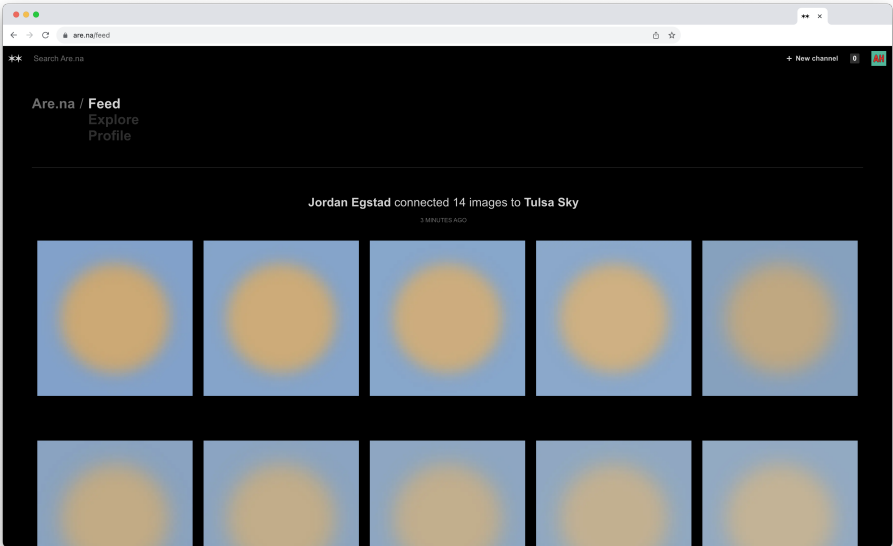 are.na/feed
Search Are.na
+ New channel 0 AN
Are.na / Feed
Explore
Profile
Jordan Egstad connected 14 images to Tulsa Sky
3 MINUTES AGO